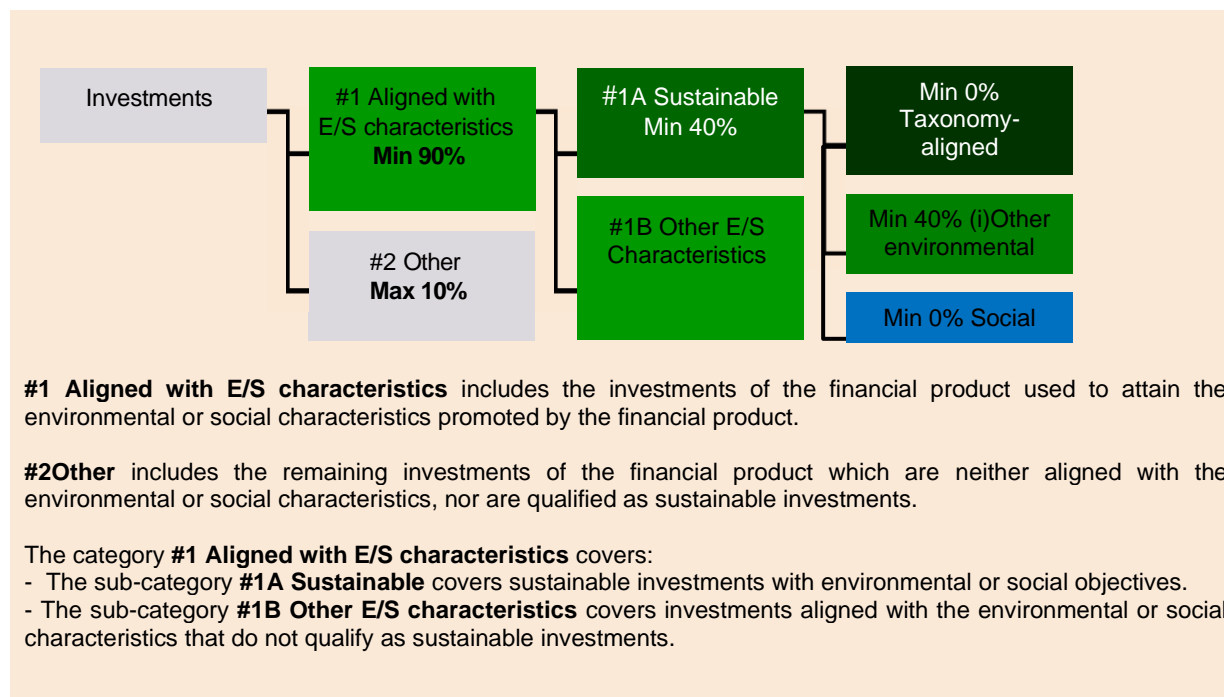 Investments
#1 Aligned with
E/S characteristics
Min 90%
#2 Other
Max 10%
#1A Sustainable
Min 40%
#1B Other E/S
Characteristics
Min 0%
Taxonomy-
aligned
Min 40% (i)Other
environmental
Min 0% Social
#1 Aligned with E/S characteristics includes the investments of the financial product used to attain the
environmental or social characteristics promoted by the financial product.
#2Other includes the remaining investments of the financial product which are neither aligned with the
environmental or social characteristics, nor are qualified as sustainable investments.
The category #1 Aligned with E/S characteristics covers:
- The sub-category #1A Sustainable covers sustainable investments with environmental or social objectives.
- The sub-category #1B Other E/S characteristics covers investments aligned with the environmental or social
characteristics that do not qualify as sustainable investments.